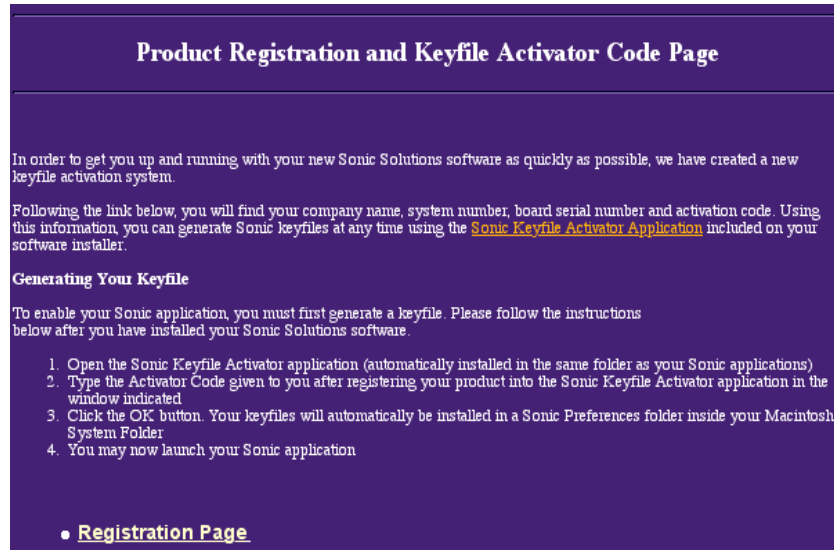 Product Registration and Keyfile Activator Code Page
In order to get you up and running with your new Sonic Solutions software as quickly as possible, we have created a new
keyfile activation system.
Following the link below, you will find your company name, system number, board serial number and activation code. Using
this information, you can generate Sonic keyfiles at any time using the Sonic Keyfile Activator Application included on your
software installer.
Generating Your Keyfile
To enable your Sonic application, you must first generate a keyfile. Please follow the instructions
below after you have installed your Sonic Solutions software.
1. Open the Sonic Keyfile Activator application (automatically installed in the same folder as your Sonic applications)
2. Type the Activator Code given to you after registering your product into the Sonic Keyfile Activator application in the
window indicated
3. Click the OK button. Your keyfiles will automatically be installed in a Sonic Preferences folder inside your Macintosh
System Folder
4. You may now launch your Sonic application
• Registration Page